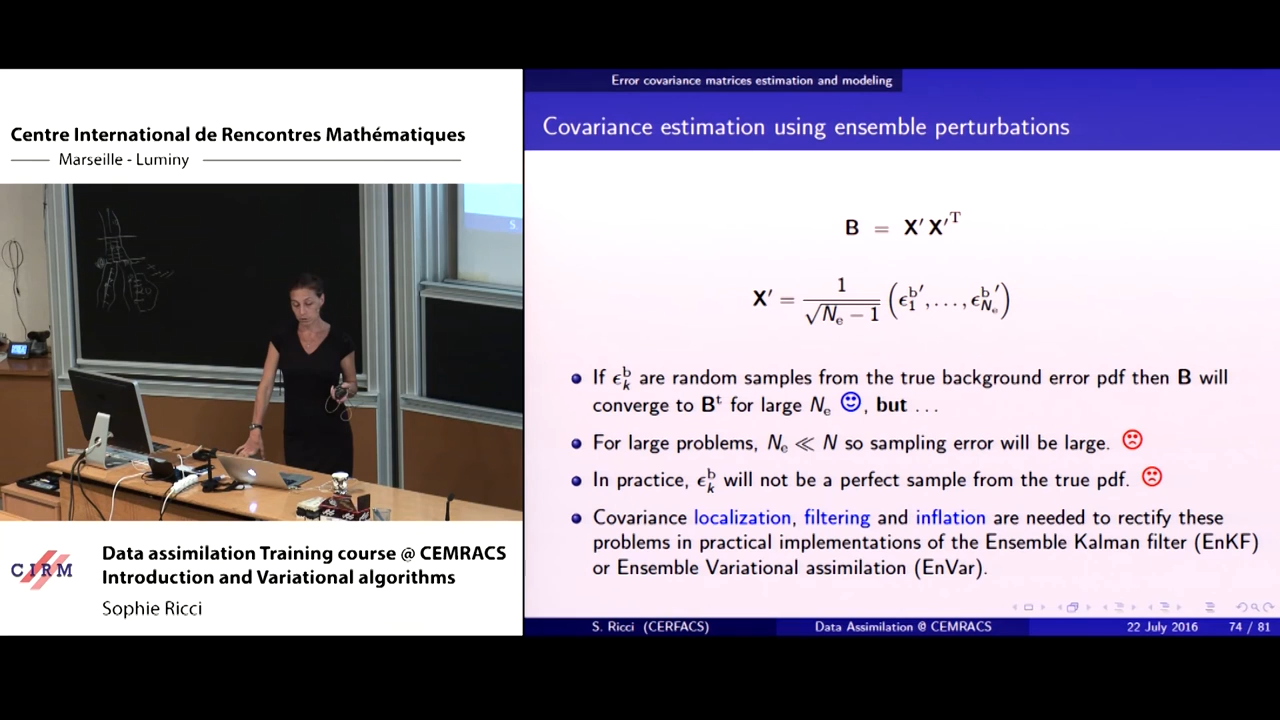 Centre International de Rencontres Mathématiques
Marseille - Luminy
CIRM
Data assimilation Training course @ CEMRACS
Introduction and Variational algorithms
Sophie Ricci
Error covariance matrices estimation and modeling
Covariance estimation using ensemble perturbations
B = X′ X′ᵀ
X′ = 1/√(Nₑ − 1) (ϵ₁ᵇ′, . . . , ϵ_Nₑᵇ′)
If ϵₖᵇ are random samples from the true background error pdf then B will
converge to Bᵗ for large Nₑ ☺, but . . .
For large problems, Nₑ ≪ N so sampling error will be large. ☹
In practice, ϵₖᵇ will not be a perfect sample from the true pdf. ☹
Covariance localization, filtering and inflation are needed to rectify these
problems in practical implementations of the Ensemble Kalman filter (EnKF)
or Ensemble Variational assimilation (EnVar).
S. Ricci (CERFACS) Data Assimilation @ CEMRACS 22 July 2016 74 / 81